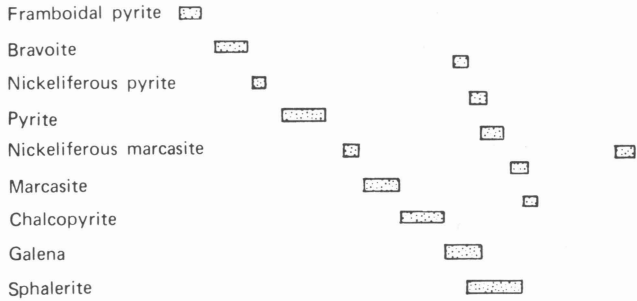 Framboidal pyrite
Bravoite
Nickeliferous pyrite
Pyrite
Nickeliferous marcasite
Marcasite
Chalcopyrite
Galena
Sphalerite